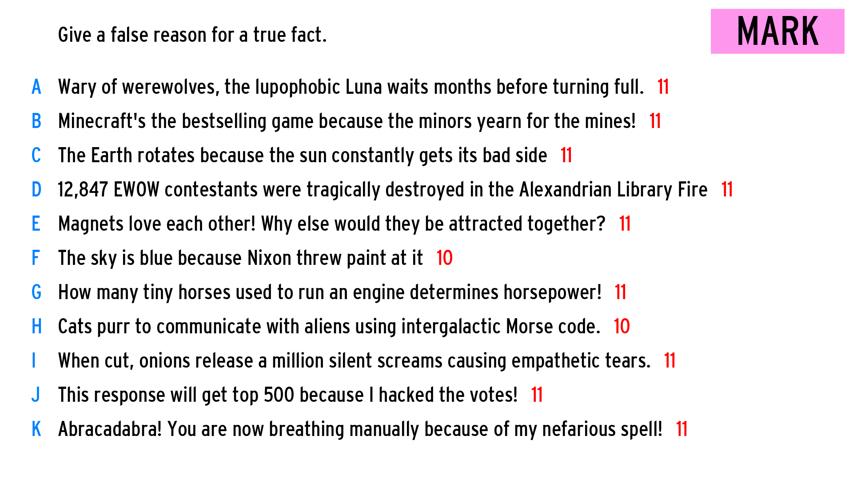 Give a false reason for a true fact.
MARK
A Wary of werewolves, the lupophobic Luna waits months before turning full. 11
B Minecraft's the bestselling game because the minors yearn for the mines! 11
C The Earth rotates because the sun constantly gets its bad side 11
D 12,847 EWOW contestants were tragically destroyed in the Alexandrian Library Fire 11
E Magnets love each other! Why else would they be attracted together? 11
F The sky is blue because Nixon threw paint at it 10
G How many tiny horses used to run an engine determines horsepower! 11
H Cats purr to communicate with aliens using intergalactic Morse code. 10
I When cut, onions release a million silent screams causing empathetic tears. 11
J This response will get top 500 because I hacked the votes! 11
K Abracadabra! You are now breathing manually because of my nefarious spell! 11